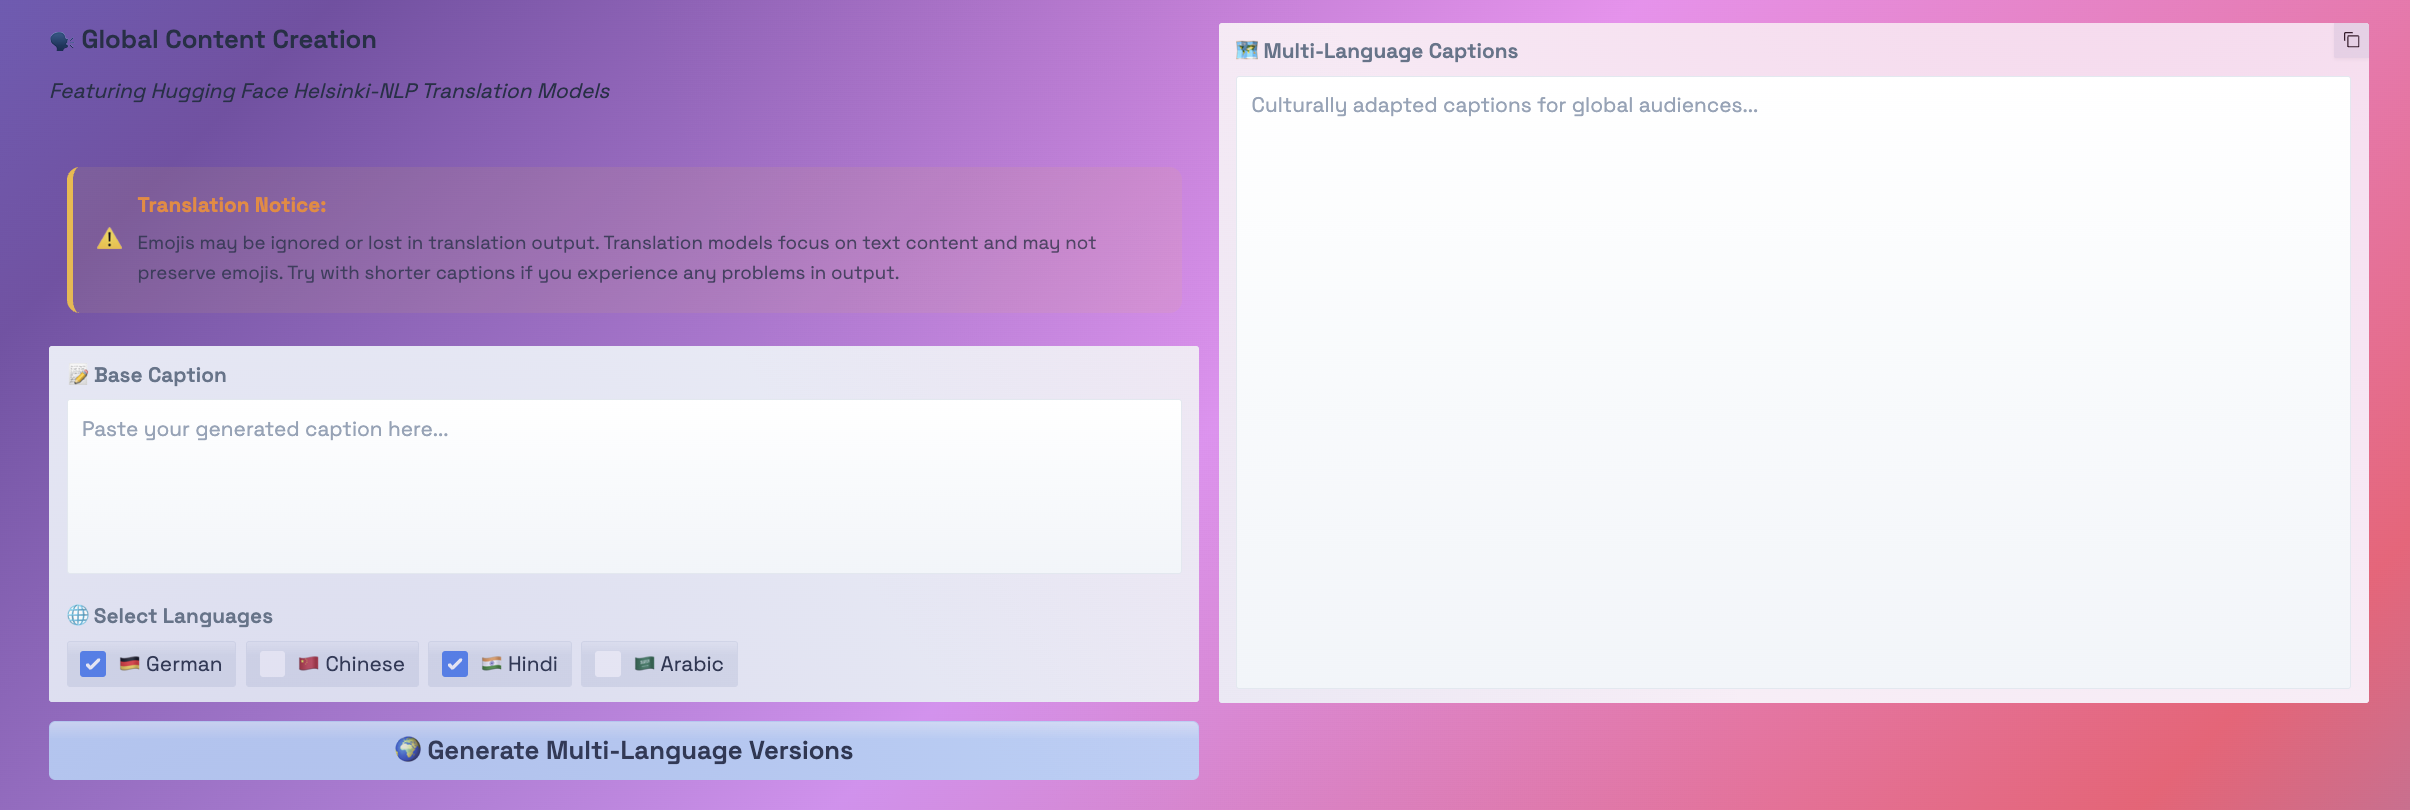 🗣️ Global Content Creation
Featuring Hugging Face Helsinki-NLP Translation Models
Translation Notice:
⚠️ Emojis may be ignored or lost in translation output. Translation models focus on text content and may not
preserve emojis. Try with shorter captions if you experience any problems in output.
📝 Base Caption
Paste your generated caption here...
🌐 Select Languages
🇩🇪 German 🇨🇳 Chinese 🇮🇳 Hindi 🇸🇦 Arabic
🌍 Generate Multi-Language Versions
🗺️ Multi-Language Captions
Culturally adapted captions for global audiences...